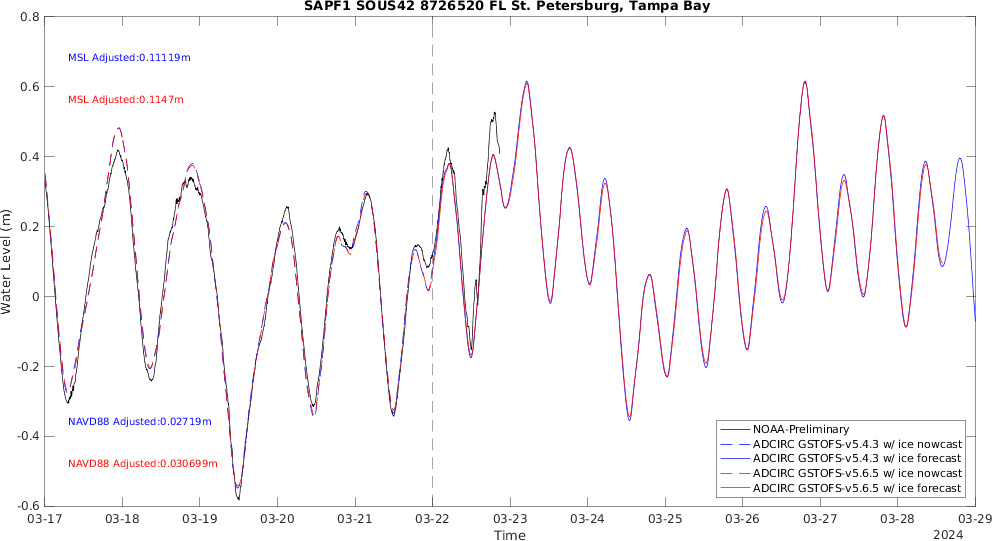 SAPF1 SOUS42 8726520 FL St. Petersburg, Tampa Bay
0.8
0.6
0.4
0.2
0
-0.2
-0.4
-0.6
Water Level (m)
MSL Adjusted:0.11119m
MSL Adjusted:0.1147m
NAVD88 Adjusted:0.02719m
NAVD88 Adjusted:0.030699m
NOAA-Preliminary
ADCIRC GSTOFS-v5.4.3 w/ ice nowcast
ADCIRC GSTOFS-v5.4.3 w/ ice forecast
ADCIRC GSTOFS-v5.6.5 w/ ice nowcast
ADCIRC GSTOFS-v5.6.5 w/ ice forecast
03-17 03-18 03-19 03-20 03-21 03-22 03-23 03-24 03-25 03-26 03-27 03-28 03-29
Time
2024